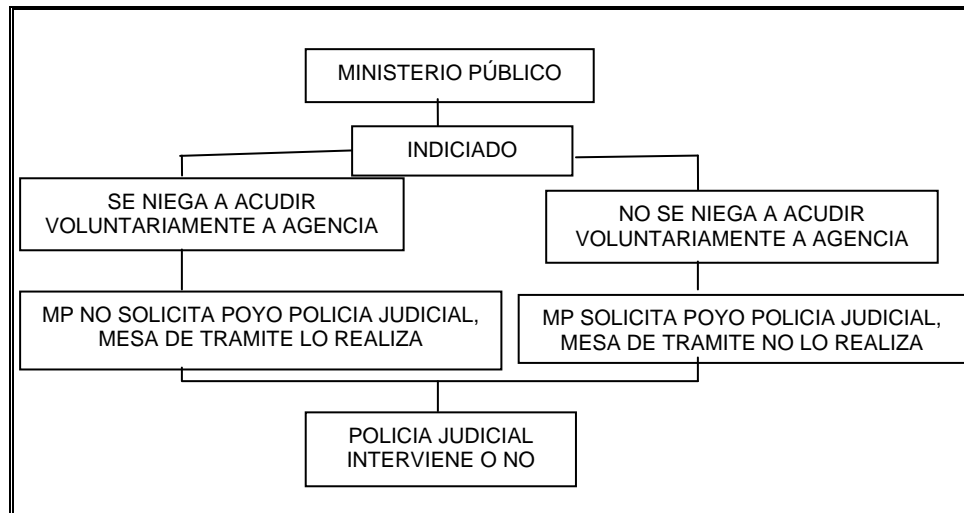 MINISTERIO PÚBLICO
INDICIADO
SE NIEGA A ACUDIR
VOLUNTARIAMENTE A AGENCIA
NO SE NIEGA A ACUDIR
VOLUNTARIAMENTE A AGENCIA
MP NO SOLICITA POYO POLICIA JUDICIAL,
MESA DE TRAMITE LO REALIZA
MP SOLICITA POYO POLICIA JUDICIAL,
MESA DE TRAMITE NO LO REALIZA
POLICIA JUDICIAL
INTERVIENE O NO